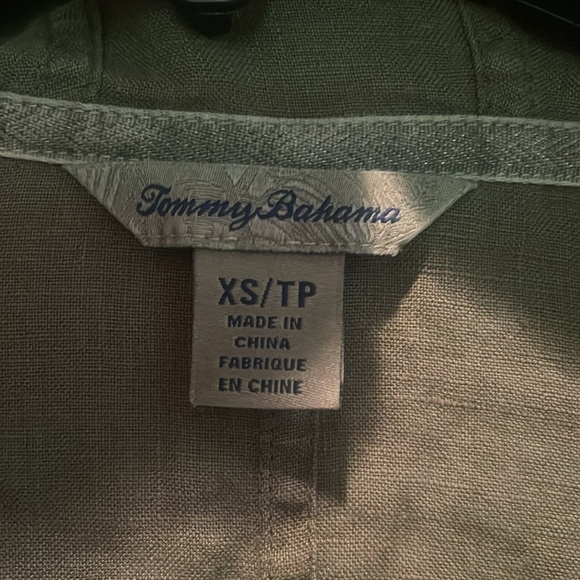 Tommy Bahama
XS/TP
MADE IN
CHINA
FABRIQUE
EN CHINE